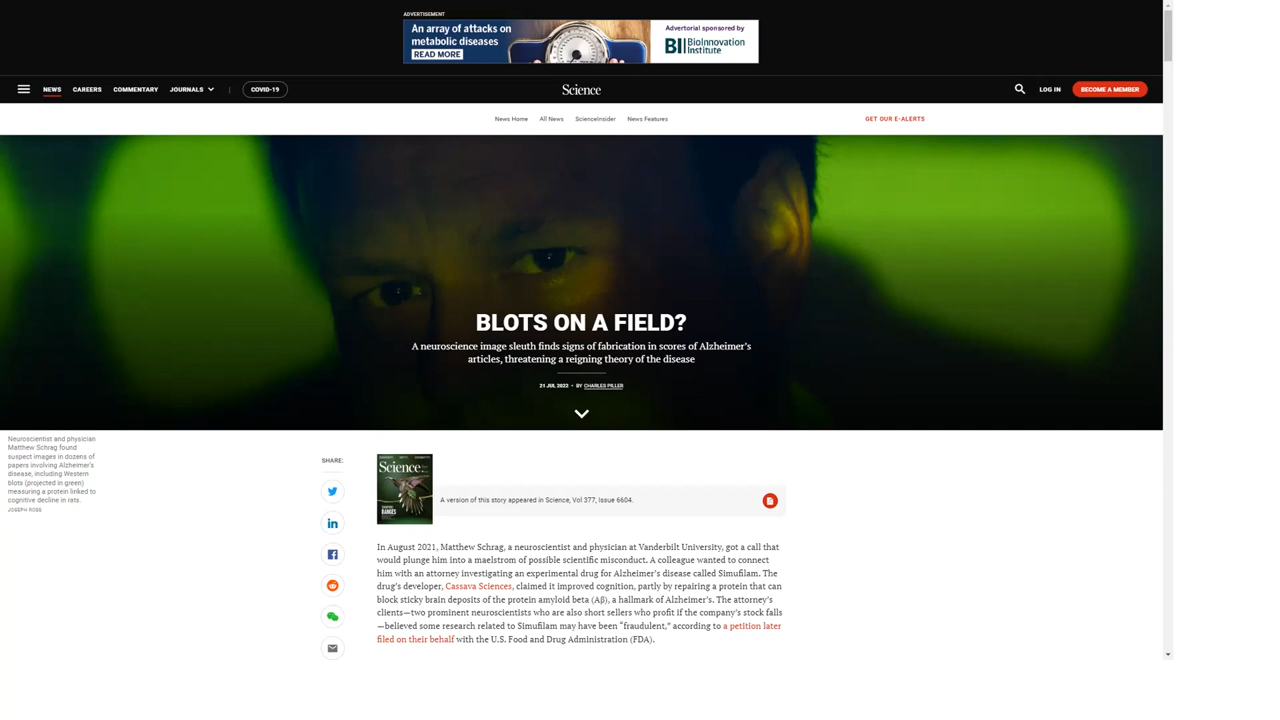 ADVERTISEMENT
An array of attacks on
metabolic diseases
READ MORE
Advertorial sponsored by
BII BioInnovation
Institute
NEWS CAREERS COMMENTARY JOURNALS | COVID-19 Science LOG IN BECOME A MEMBER
News Home All News ScienceInsider News Features GET OUR E-ALERTS
BLOTS ON A FIELD?
A neuroscience image sleuth finds signs of fabrication in scores of Alzheimer's
articles, threatening a reigning theory of the disease
21 JUL 2022 • BY CHARLES PILLER
Neuroscientist and physician
Matthew Schrag found
suspect images in dozens of
papers involving Alzheimer's
disease, including Western
blots (projected in green)
measuring a protein linked to
cognitive decline in rats.
JOSEPH ROSS
SHARE:
Science
A version of this story appeared in Science, Vol 377, Issue 6604.
In August 2021, Matthew Schrag, a neuroscientist and physician at Vanderbilt University, got a call that
would plunge him into a maelstrom of possible scientific misconduct. A colleague wanted to connect
him with an attorney investigating an experimental drug for Alzheimer's disease called Simufilam. The
drug's developer, Cassava Sciences, claimed it improved cognition, partly by repairing a protein that can
block sticky brain deposits of the protein amyloid beta (Aβ), a hallmark of Alzheimer's. The attorney's
clients—two prominent neuroscientists who are also short sellers who profit if the company's stock falls
—believed some research related to Simufilam may have been "fraudulent," according to a petition later
filed on their behalf with the U.S. Food and Drug Administration (FDA).